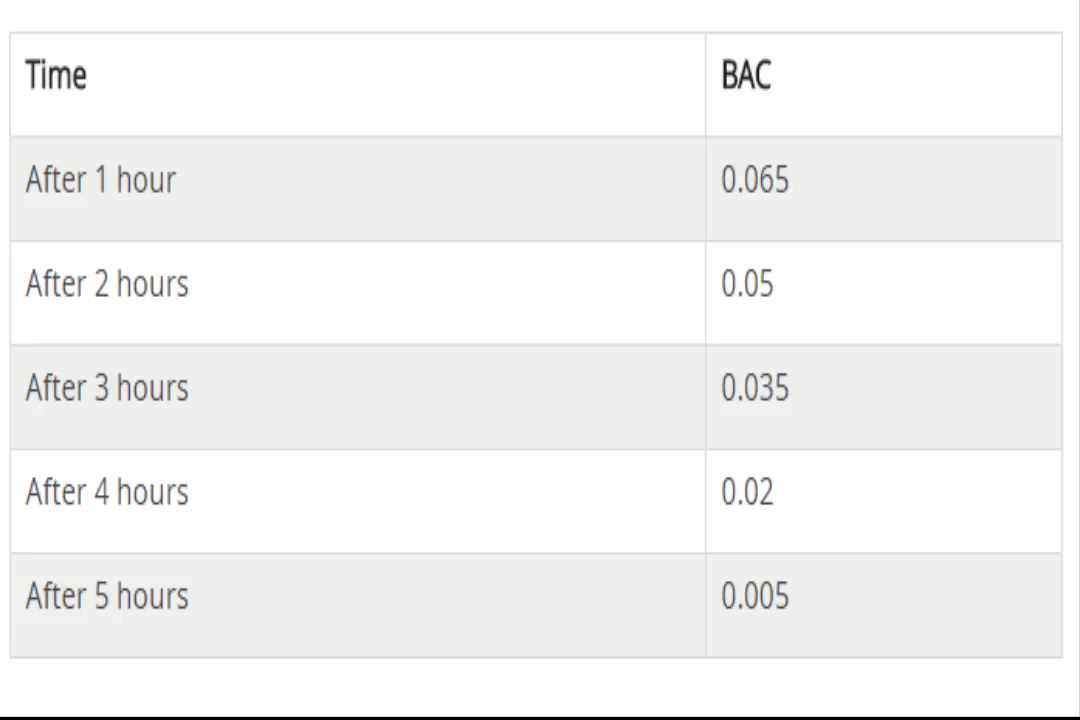 Time BAC
After 1 hour 0.065
After 2 hours 0.05
After 3 hours 0.035
After 4 hours 0.02
After 5 hours 0.005